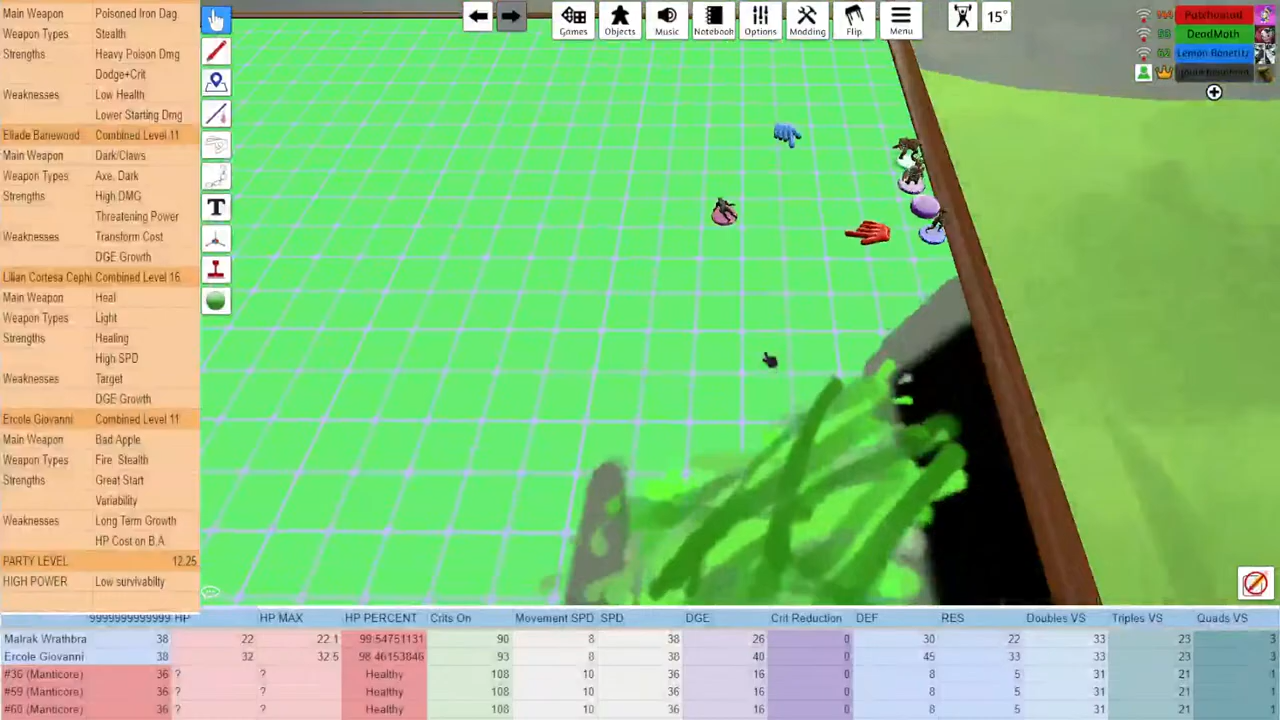 Main Weapon Poisoned Iron Dag.
Weapon Types Stealth
Strengths Heavy Poison Dmg
Dodge+Crit
Weaknesses Low Health
Lower Starting Dmg
Eliade Banewood Combined Level 11
Main Weapon Dark/Claws
Weapon Types Axe. Dark
Strengths High DMG
Threatening Power
Weaknesses Transform Cost
DGE Growth
Lilian Cortesa Cephi Combined Level 16
Main Weapon Heal
Weapon Types Light
Strengths Healing
High SPD
Weaknesses Target
DGE Growth
Ercole Giovanni Combined Level 11
Main Weapon Bad Apple
Weapon Types Fire Stealth
Strengths Great Start
Variability
Weaknesses Long Term Growth
HP Cost on B.A
PARTY LEVEL 12.25
HIGH POWER Low survivability
T
Games Objects Music Notebook Options Modding Flip Menu
15°
DeadMoth
62 Lemon Bonetitz
9999999999999 HP HP MAX HP PERCENT Crits On Movement SPD SPD DGE Crit Reduction DEF RES Doubles VS Triples VS Quads VS
Malrak Wrathbra 38 22 22.1 99.54751131 90 8 38 26 0 30 22 33 23 3
Ercole Giovanni 38 32 32.5 98.46153846 93 8 38 40 0 45 33 33 23 3
#36 (Manticore) 36 ? ? Healthy 108 10 36 16 0 8 5 31 21 1
#59 (Manticore) 36 ? ? Healthy 108 10 36 16 0 8 5 31 21 1
#60 (Manticore) 36 ? ? Healthy 108 10 36 16 0 8 5 31 21 1